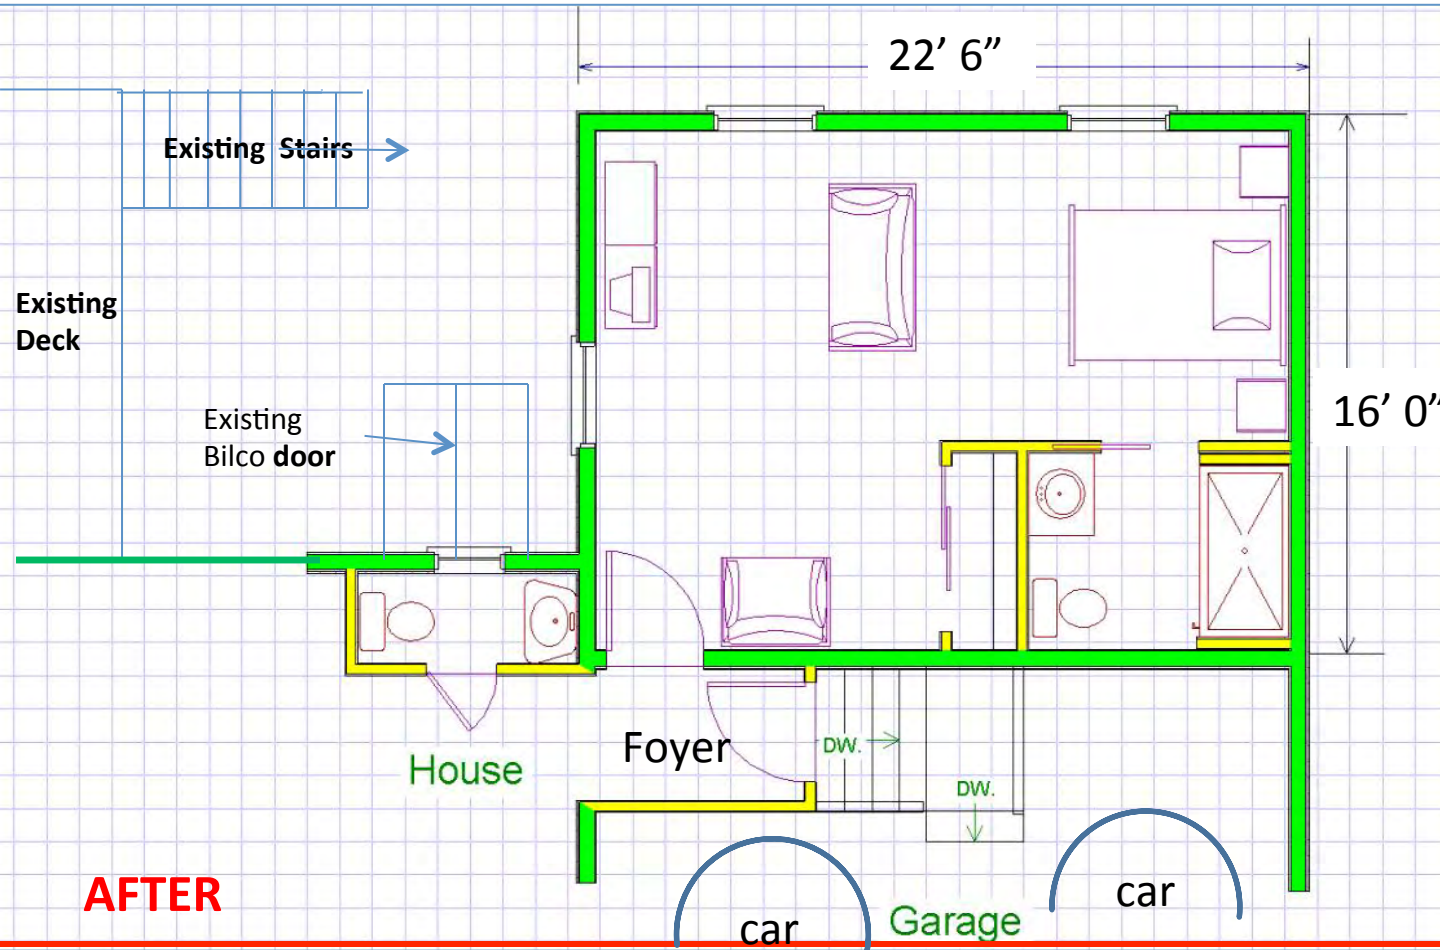 22’ 6”
Existing Stairs
Existing
Deck
16’ 0”
Existing
Bilco door
Foyer
DW.
House
DW.
AFTER
car
car
Garage